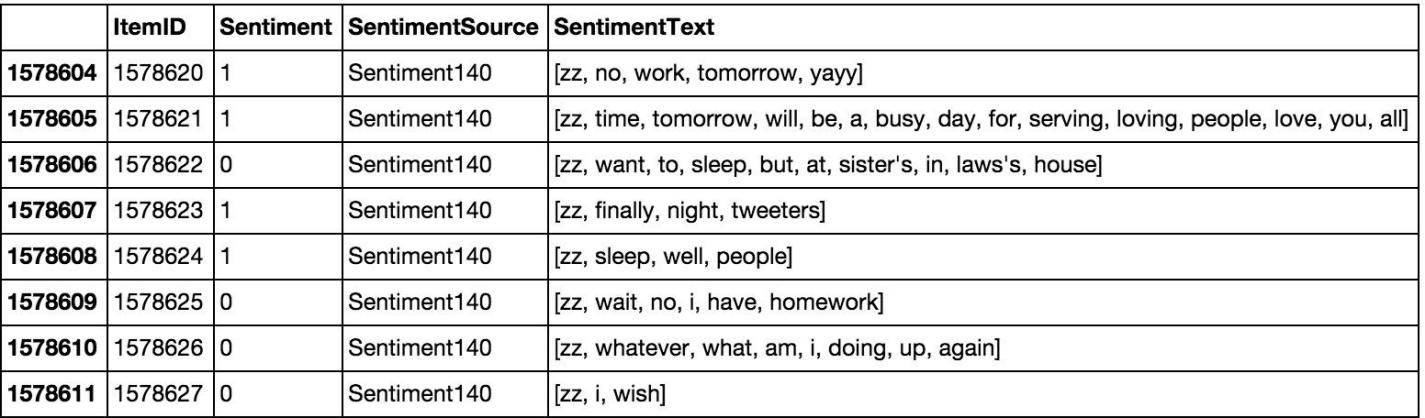 ItemID Sentiment SentimentSource SentimentText
1578604 1578620 1 Sentiment140 [zz, no, work, tomorrow, yayy]
1578605 1578621 1 Sentiment140 [zz, time, tomorrow, will, be, a, busy, day, for, serving, loving, people, love, you, all]
1578606 1578622 0 Sentiment140 [zz, want, to, sleep, but, at, sister's, in, laws's, house]
1578607 1578623 1 Sentiment140 [zz, finally, night, tweeters]
1578608 1578624 1 Sentiment140 [zz, sleep, well, people]
1578609 1578625 0 Sentiment140 [zz, wait, no, i, have, homework]
1578610 1578626 0 Sentiment140 [zz, whatever, what, am, i, doing, up, again]
1578611 1578627 0 Sentiment140 [zz, i, wish]